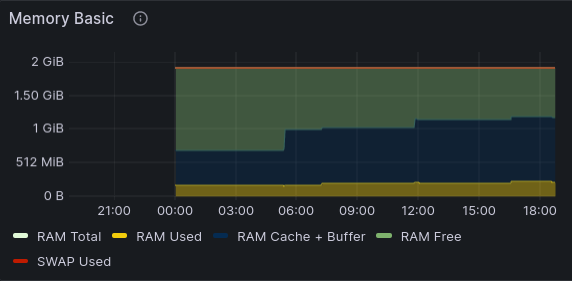 Memory Basic
2 GiB
1.50 GiB
1 GiB
512 MiB
0 B
21:00 00:00 03:00 06:00 09:00 12:00 15:00 18:00
RAM Total RAM Used RAM Cache + Buffer RAM Free
SWAP Used